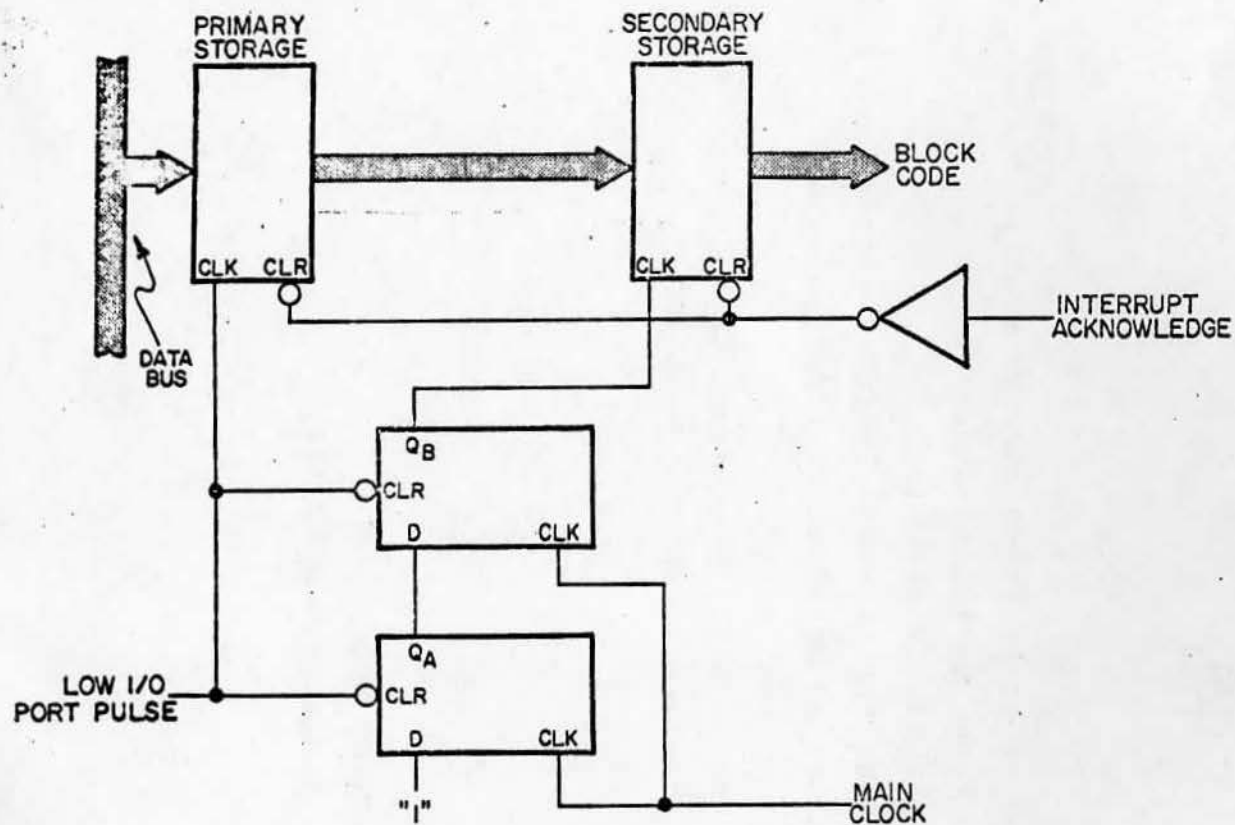 PRIMARY
STORAGE
SECONDARY
STORAGE
BLOCK
CODE
CLK CLR
CLK CLR
DATA
BUS
INTERRUPT
ACKNOWLEDGE
QB
CLR
D CLK
QA
LOW I/O
PORT PULSE
CLR
D CLK
"1"
MAIN
CLOCK